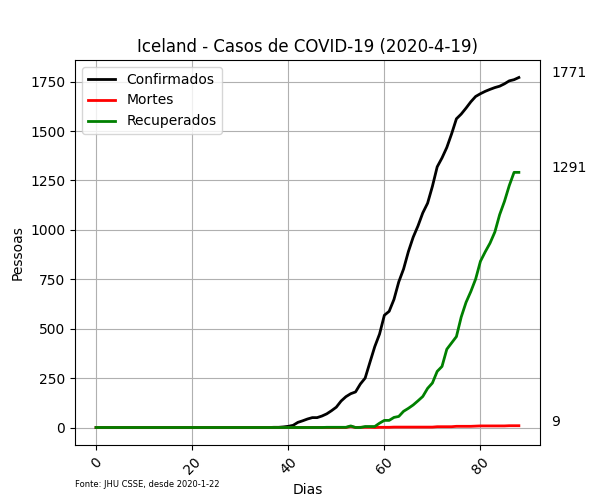 Iceland - Casos de COVID-19 (2020-4-19)
Confirmados
Mortes
Recuperados
1750
1500
1250
1000
750
500
250
0
Pessoas
1771
1291
9
0 20 40 60 80
Dias
Fonte: JHU CSSE, desde 2020-1-22